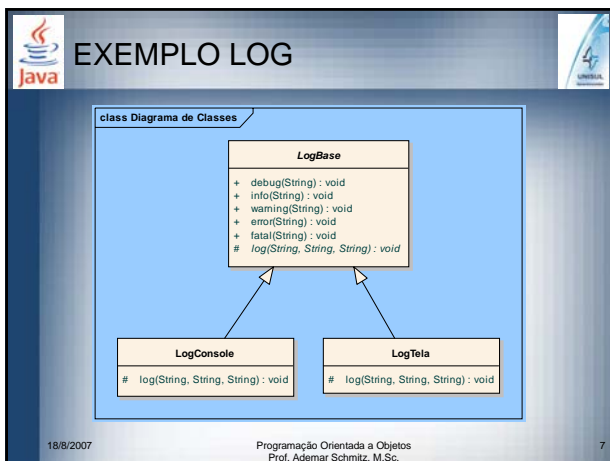 Java
EXEMPLO LOG
UNISUL
class Diagrama de Classes
LogBase
+ debug(String) : void
+ info(String) : void
+ warning(String) : void
+ error(String) : void
+ fatal(String) : void
# log(String, String, String) : void
LogConsole
# log(String, String, String) : void
LogTela
# log(String, String, String) : void
18/8/2007
Programação Orientada a Objetos
Prof. Ademar Schmitz, M.Sc.
7